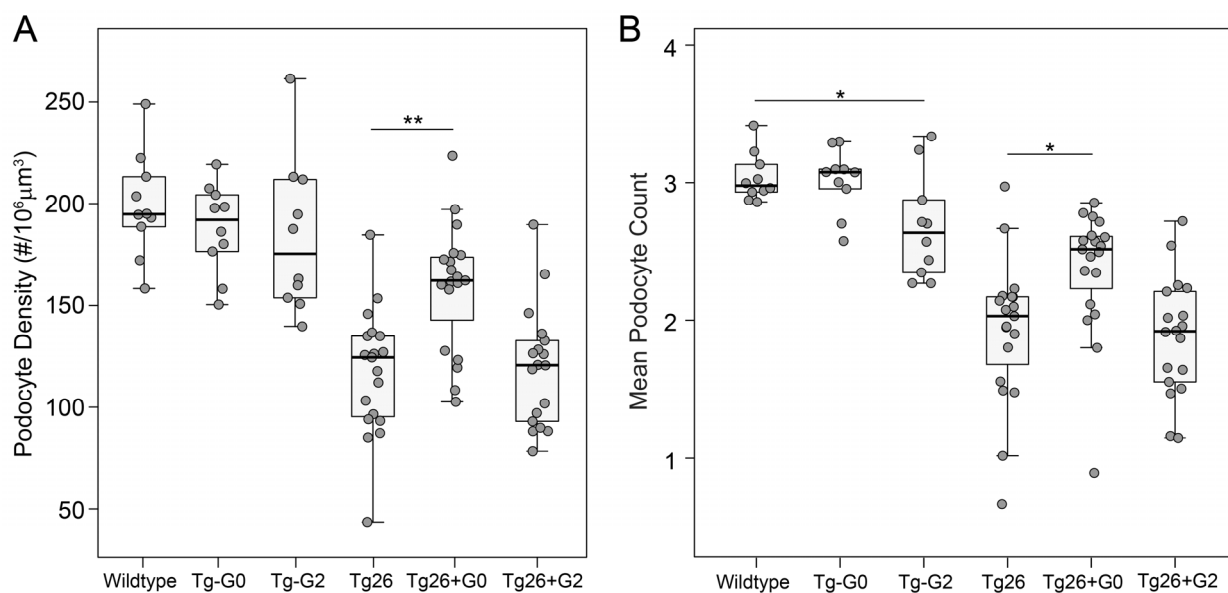 A
B
Podocyte Density (#/10⁶µm³)
250
200
150
100
50
**
Wildtype Tg-G0 Tg-G2 Tg26 Tg26+G0 Tg26+G2
Mean Podocyte Count
4
3
2
1
*
*
Wildtype Tg-G0 Tg-G2 Tg26 Tg26+G0 Tg26+G2